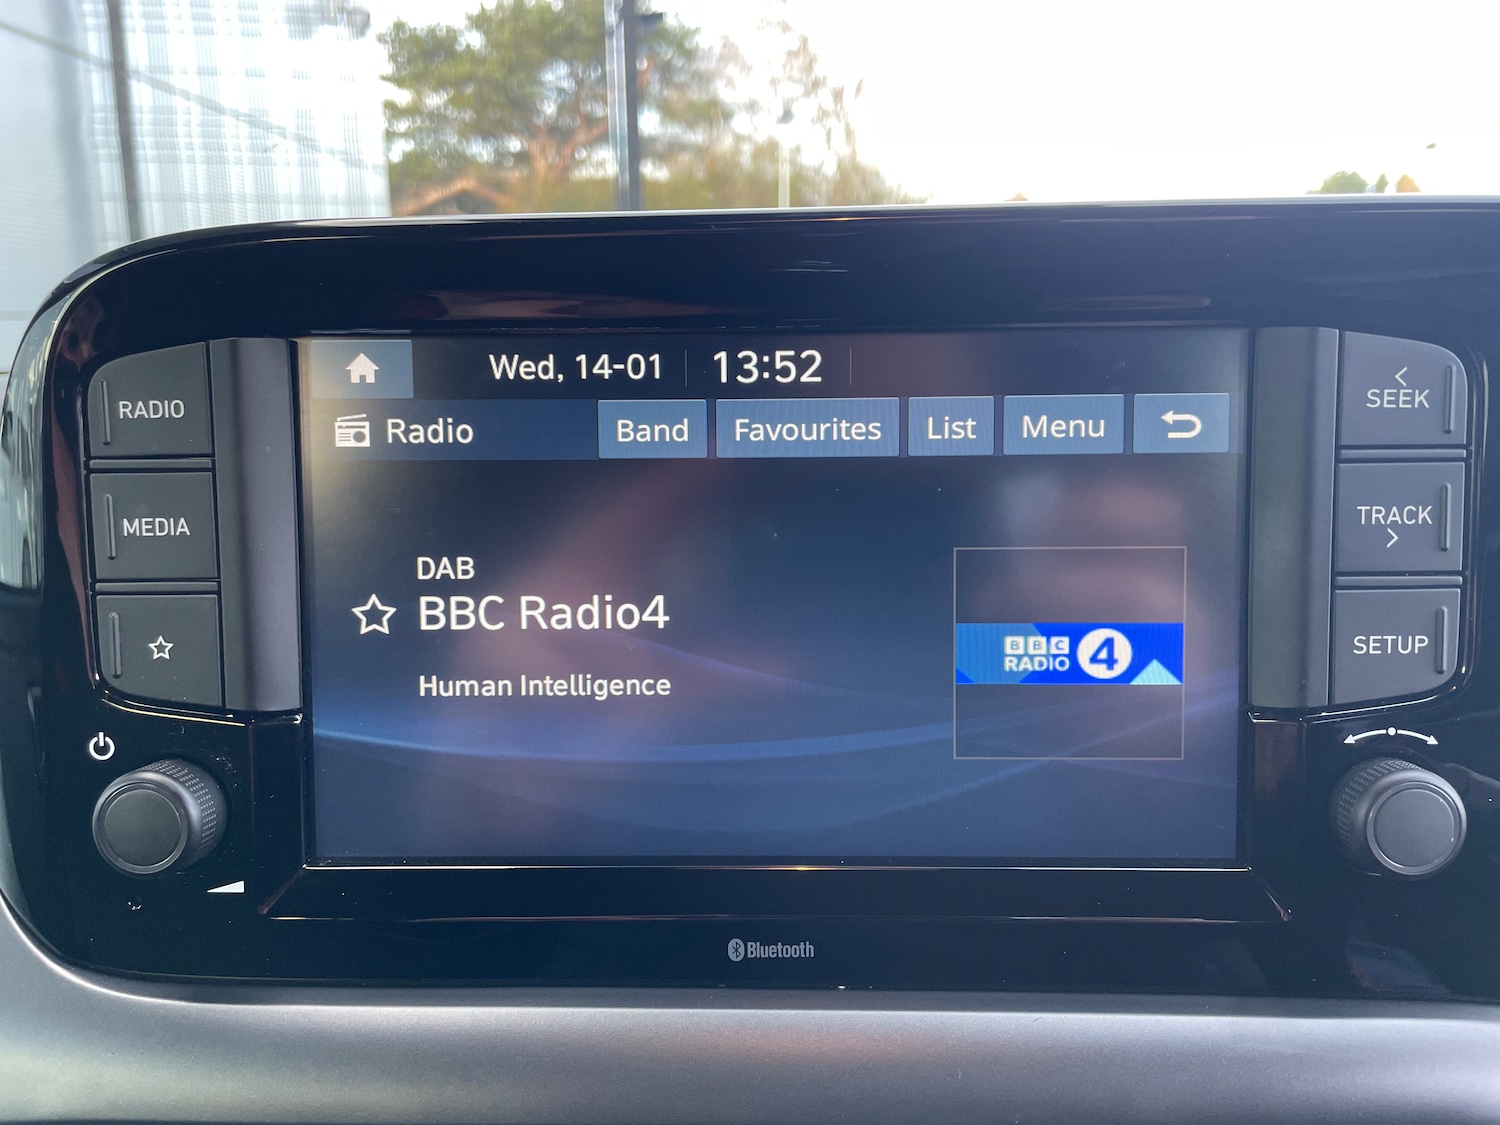 Wed, 14-01 13:52
Radio Band Favourites List Menu
DAB
BBC Radio4
Human Intelligence
BBC
RADIO 4
RADIO
MEDIA
SEEK
TRACK
SETUP
Bluetooth